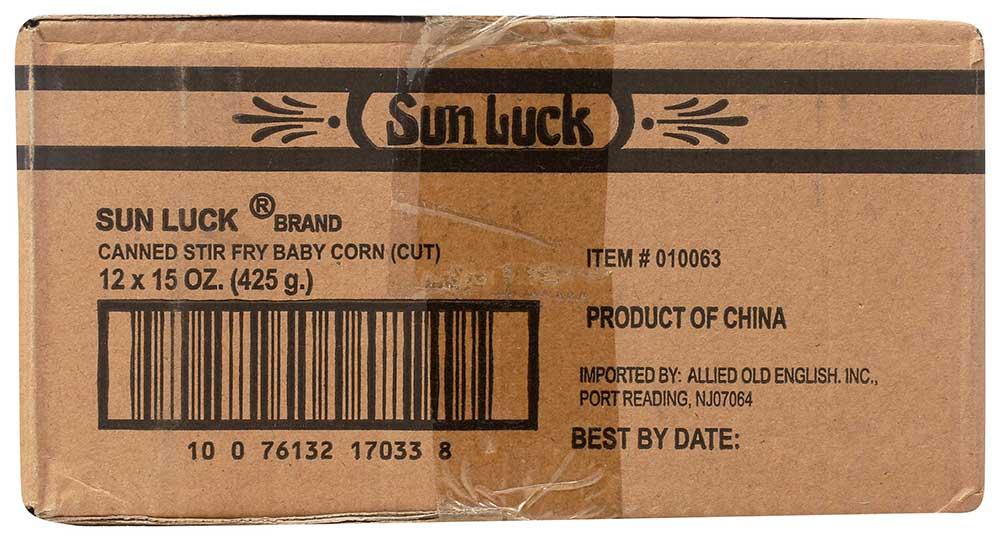 Sun Luck
SUN LUCK ® BRAND
CANNED STIR FRY BABY CORN (CUT)
12 x 15 OZ. (425 g.)
10 0 76132 17033 8
ITEM # 010063
PRODUCT OF CHINA
IMPORTED BY: ALLIED OLD ENGLISH. INC.,
PORT READING, NJ07064
BEST BY DATE: